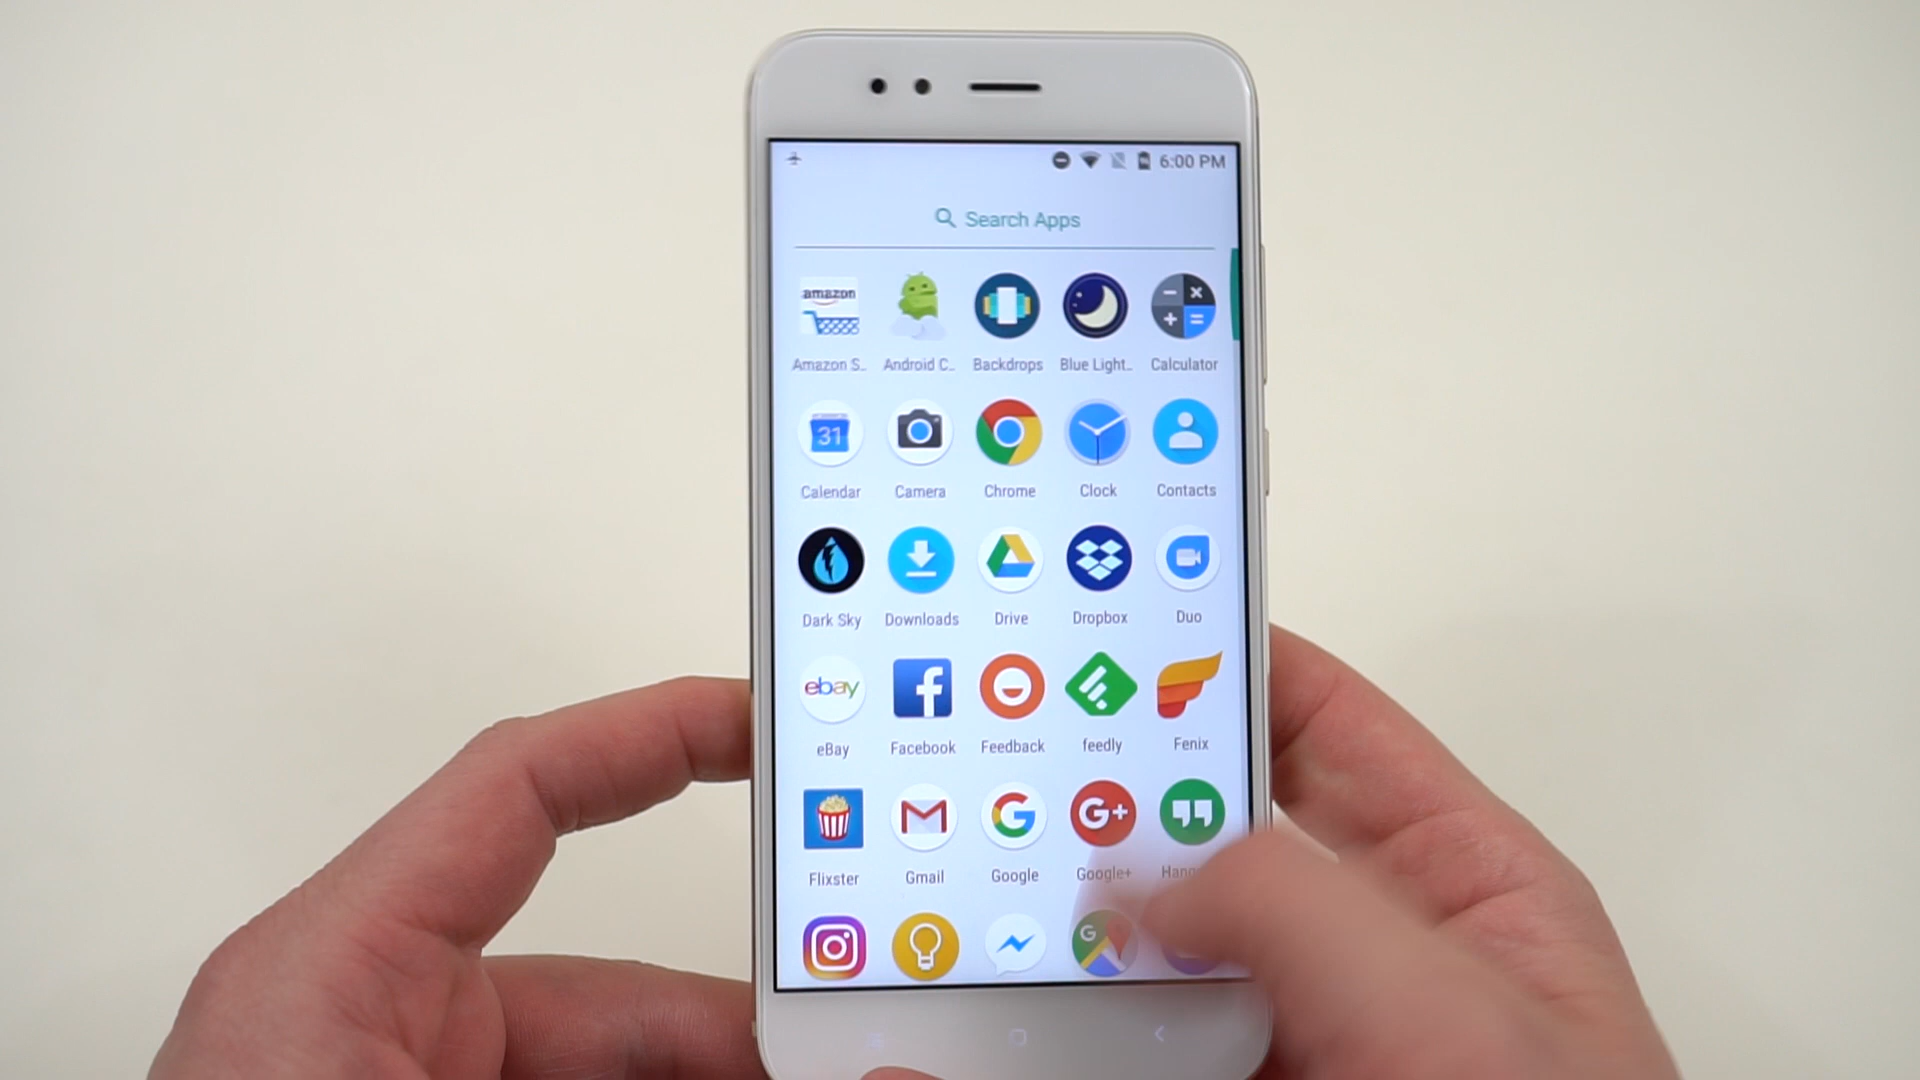 6:00 PM
Search Apps
amazon
Amazon S..
Android C..
Backdrops
Blue Light..
Calculator
31
Calendar
Camera
Chrome
Clock
Contacts
Dark Sky
Downloads
Drive
Dropbox
Duo
ebay
f
eBay
Facebook
Feedback
feedly
Fenix
G
G+
Flixster
Gmail
Google
Google+
G